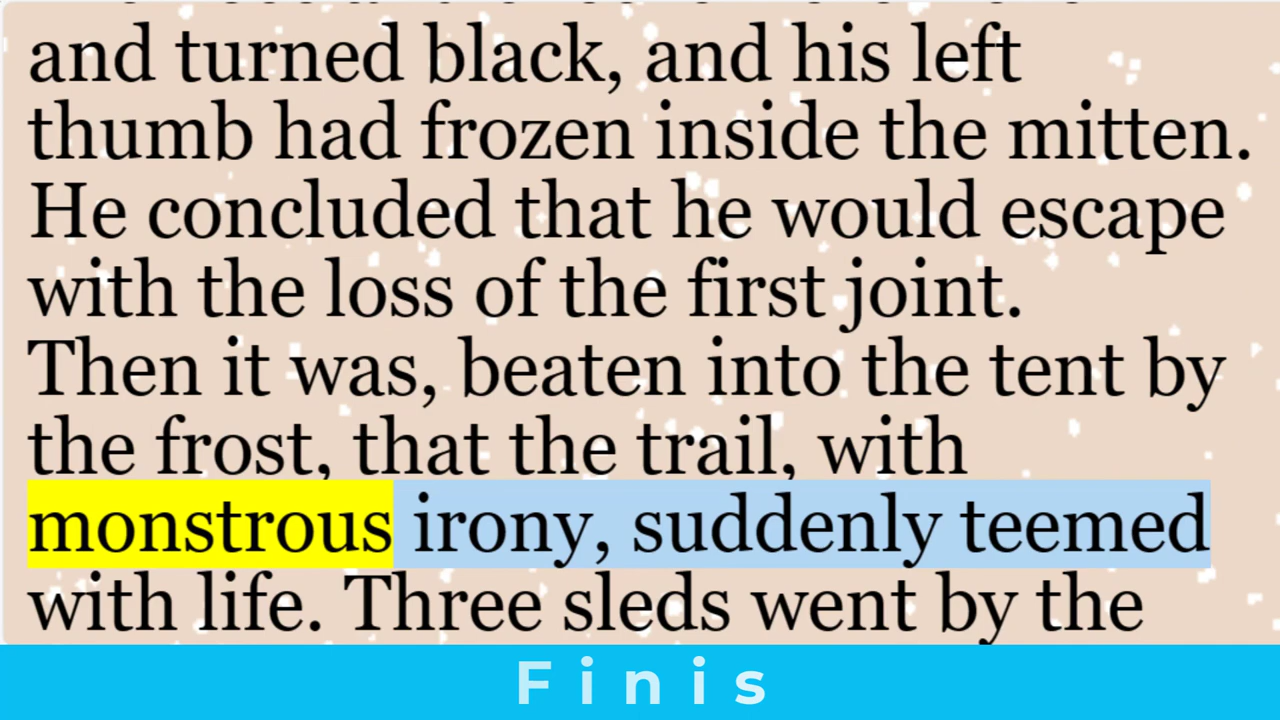 and turned black, and his left
thumb had frozen inside the mitten.
He concluded that he would escape
with the loss of the first joint.
Then it was, beaten into the tent by
the frost, that the trail, with
monstrous irony, suddenly teemed
with life. Three sleds went by the
Finis